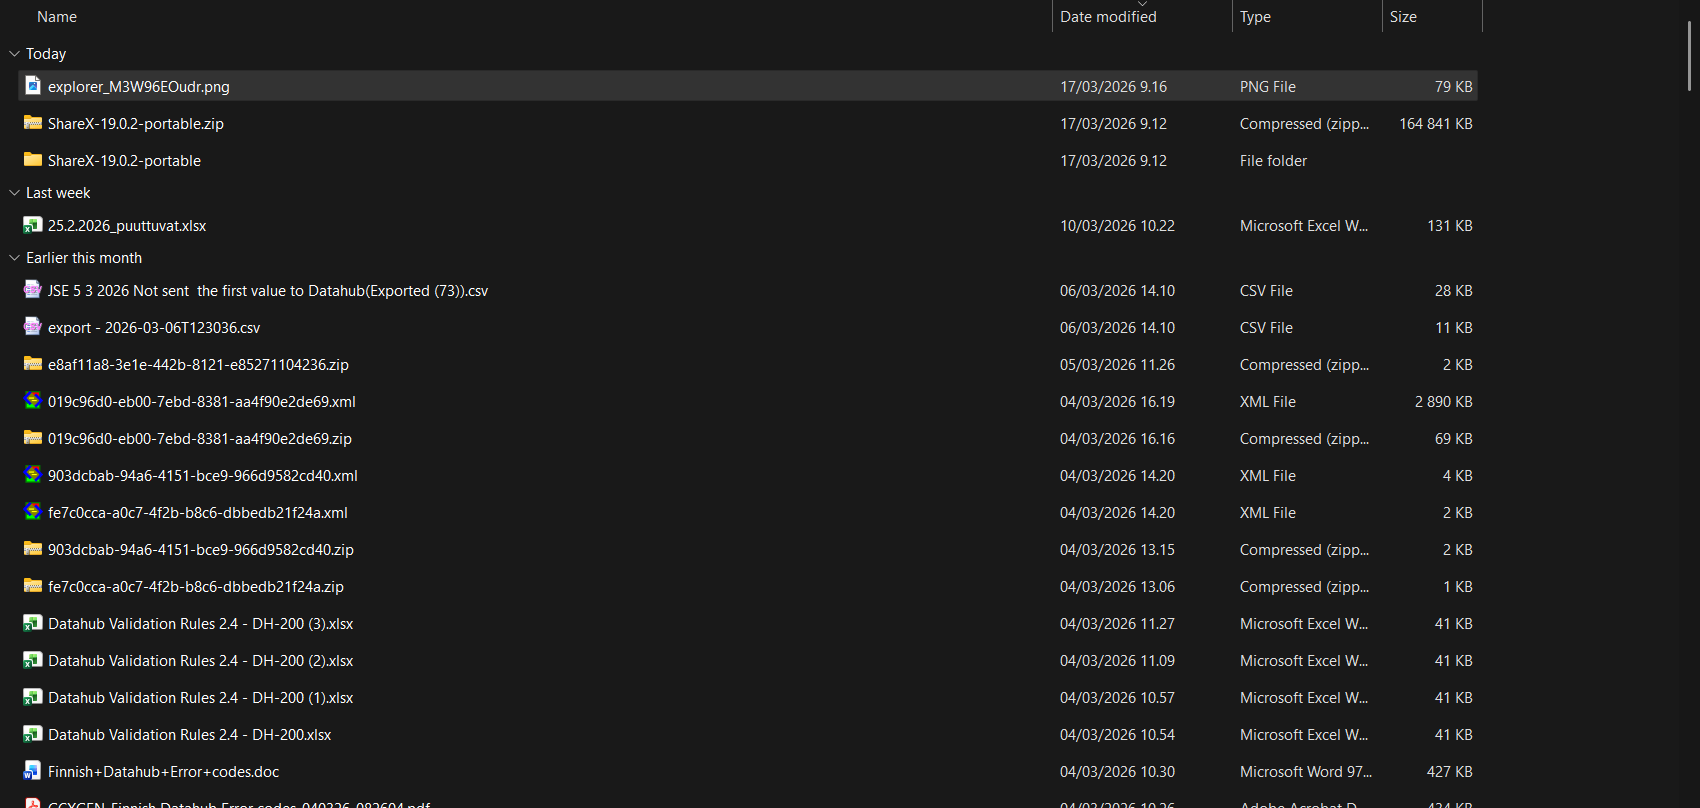 Name Date modified Type Size
Today
explorer_M3W96EOudr.png 17/03/2026 9.16 PNG File 79 KB
ShareX-19.0.2-portable.zip 17/03/2026 9.12 Compressed (zipp... 164 841 KB
ShareX-19.0.2-portable 17/03/2026 9.12 File folder
Last week
25.2.2026_puuttuvat.xlsx 10/03/2026 10.22 Microsoft Excel W... 131 KB
Earlier this month
JSE 5 3 2026 Not sent  the first value to Datahub(Exported (73)).csv 06/03/2026 14.10 CSV File 28 KB
export - 2026-03-06T123036.csv 06/03/2026 14.10 CSV File 11 KB
e8af11a8-3e1e-442b-8121-e85271104236.zip 05/03/2026 11.26 Compressed (zipp... 2 KB
019c96d0-eb00-7ebd-8381-aa4f90e2de69.xml 04/03/2026 16.19 XML File 2 890 KB
019c96d0-eb00-7ebd-8381-aa4f90e2de69.zip 04/03/2026 16.16 Compressed (zipp... 69 KB
903dcbab-94a6-4151-bce9-966d9582cd40.xml 04/03/2026 14.20 XML File 4 KB
fe7c0cca-a0c7-4f2b-b8c6-dbbedb21f24a.xml 04/03/2026 14.20 XML File 2 KB
903dcbab-94a6-4151-bce9-966d9582cd40.zip 04/03/2026 13.15 Compressed (zipp... 2 KB
fe7c0cca-a0c7-4f2b-b8c6-dbbedb21f24a.zip 04/03/2026 13.06 Compressed (zipp... 1 KB
Datahub Validation Rules 2.4 - DH-200 (3).xlsx 04/03/2026 11.27 Microsoft Excel W... 41 KB
Datahub Validation Rules 2.4 - DH-200 (2).xlsx 04/03/2026 11.09 Microsoft Excel W... 41 KB
Datahub Validation Rules 2.4 - DH-200 (1).xlsx 04/03/2026 10.57 Microsoft Excel W... 41 KB
Datahub Validation Rules 2.4 - DH-200.xlsx 04/03/2026 10.54 Microsoft Excel W... 41 KB
Finnish+Datahub+Error+codes.doc 04/03/2026 10.30 Microsoft Word 97... 427 KB